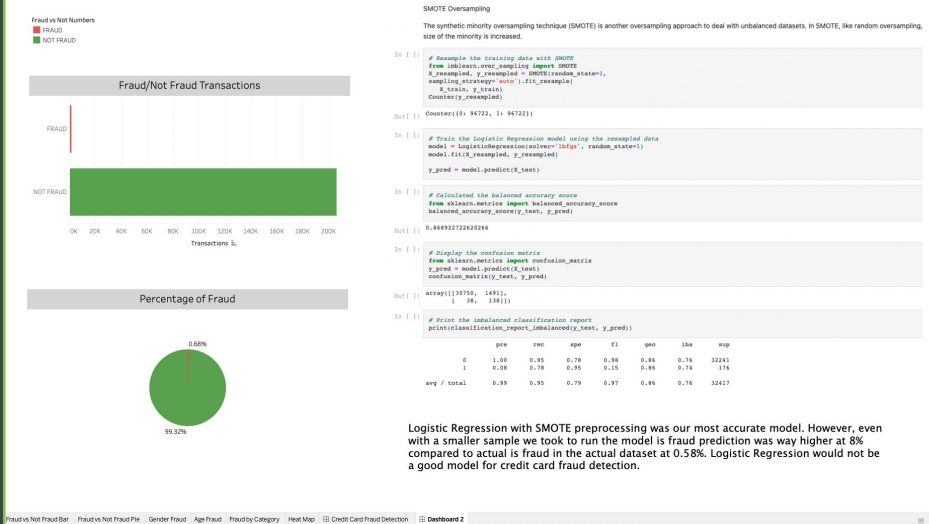 Fraud vs Not Numbers
FRAUD
NOT FRAUD
Fraud/Not Fraud Transactions
FRAUD
NOT FRAUD
0K 20K 40K 60K 80K 100K 120K 140K 160K 180K 200K
Transactions
Percentage of Fraud
0.68%
99.32%
SMOTE Oversampling
The synthetic minority oversampling technique (SMOTE) is another oversampling approach to deal with unbalanced datasets. In SMOTE, like random oversampling,
size of the minority is increased.
In [ ]:
# Resample the training data with SMOTE
from imblearn.over_sampling import SMOTE
X_resampled, y_resampled = SMOTE(random_state=1,
sampling_strategy='auto').fit_resample(
X_train, y_train)
Counter(y_resampled)
Out[ ]: Counter({0: 96722, 1: 96722})
In [ ]:
# Train the Logistic Regression model using the resampled data
model = LogisticRegression(solver='lbfgs', random_state=1)
model.fit(X_resampled, y_resampled)
y_pred = model.predict(X_test)
In [ ]:
# Calculated the balanced accuracy score
from sklearn.metrics import balanced_accuracy_score
balanced_accuracy_score(y_test, y_pred)
Out[ ]: 0.868922722620266
In [ ]:
# Display the confusion matrix
from sklearn.metrics import confusion_matrix
y_pred = model.predict(X_test)
confusion_matrix(y_test, y_pred)
Out[ ]: array([[30750, 1491],
[ 38, 138]])
In [ ]:
# Print the imbalanced classification report
print(classification_report_imbalanced(y_test, y_pred))
pre rec spe f1 geo iba sup
0 1.00 0.95 0.78 0.98 0.86 0.76 32241
1 0.08 0.78 0.95 0.15 0.86 0.74 176
avg / total 0.99 0.95 0.79 0.97 0.86 0.76 32417
Logistic Regression with SMOTE preprocessing was our most accurate model. However, even
with a smaller sample we took to run the model is fraud prediction was way higher at 8%
compared to actual is fraud in the actual dataset at 0.58%. Logistic Regression would not be
a good model for credit card fraud detection.
Fraud vs Not Fraud Bar Fraud vs Not Fraud Pie Gender Fraud Age Fraud Fraud by Category Heat Map Credit Card Fraud Detection Dashboard 2